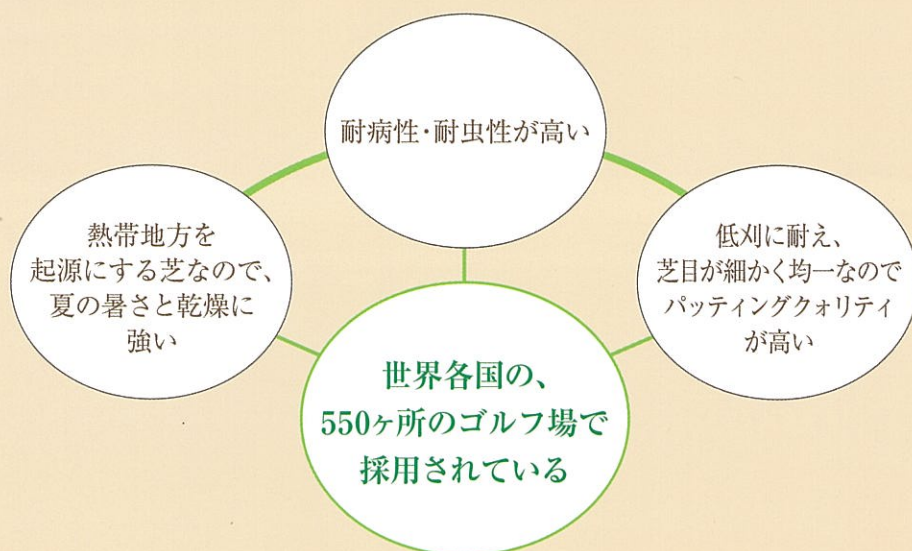 耐病性・耐虫性が高い
熱帯地方を
起源にする芝なので、
夏の暑さと乾燥に
強い
低刈に耐え、
芝目が細かく均一なので
パッティングクォリティ
が高い
世界各国の、
550ヶ所のゴルフ場で
採用されている